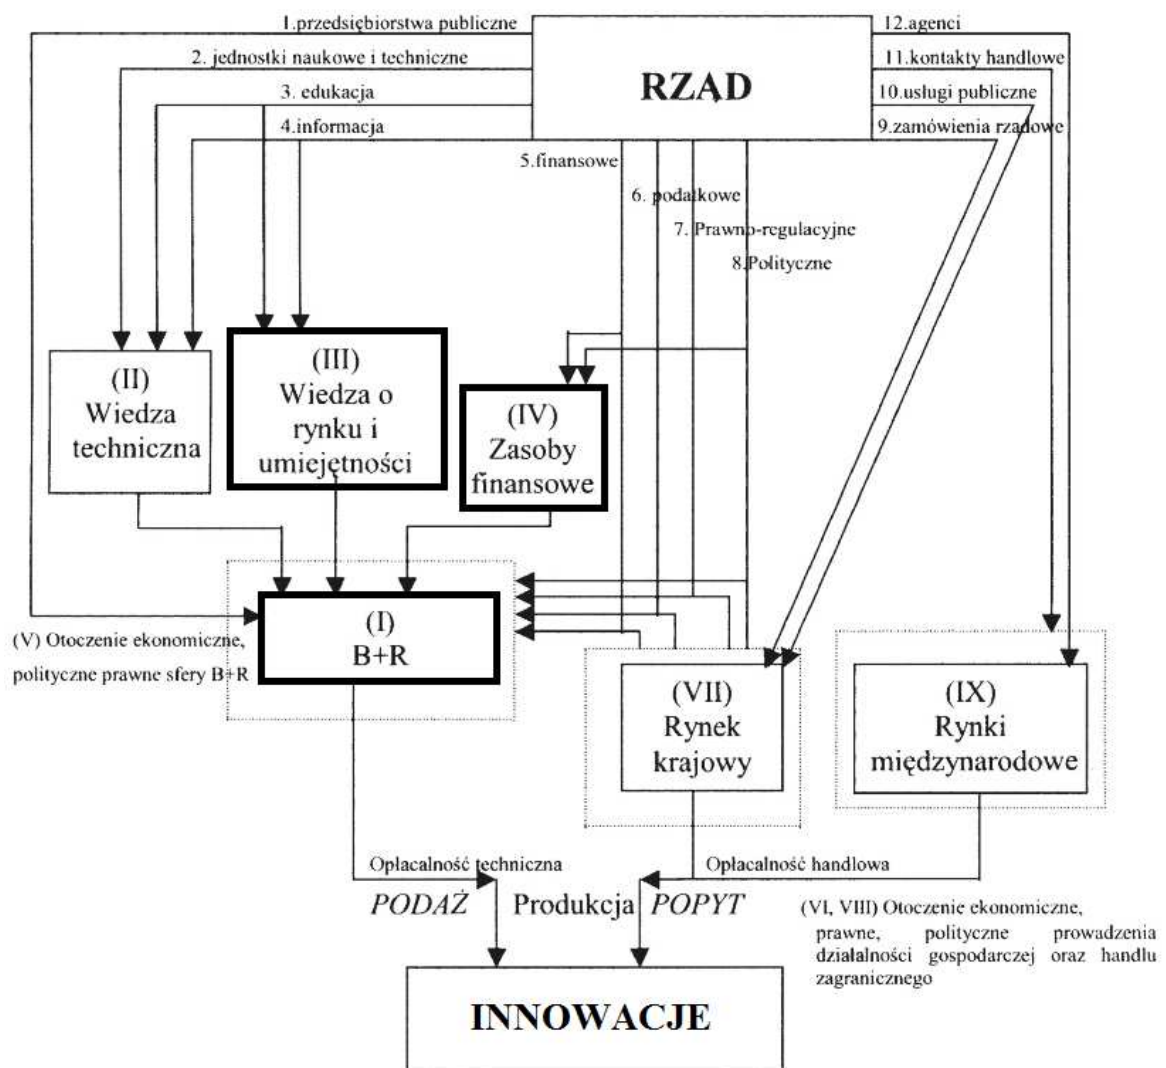 1.przedsiębiorstwa publiczne
2. jednostki naukowe i techniczne
3. edukacja
4.informacja
RZĄD
12.agenci
11.kontakty handlowe
10.usługi publiczne
9.zamówienia rządowe
5.finansowe
6. podatkowe
7. Prawno-regulacyjne
8.Polityczne
(II)
Wiedza
techniczna
(III)
Wiedza o
rynku i
umiejętności
(IV)
Zasoby
finansowe
(I)
B+R
(V) Otoczenie ekonomiczne,
polityczne prawne sfery B+R
(VII)
Rynek
krajowy
(IX)
Rynki
międzynarodowe
Opłacalność techniczna
Opłacalność handlowa
PODAŻ Produkcja POPYT
(VI, VIII) Otoczenie ekonomiczne,
prawne, polityczne prowadzenia
działalności gospodarczej oraz handlu
zagranicznego
INNOWACJE